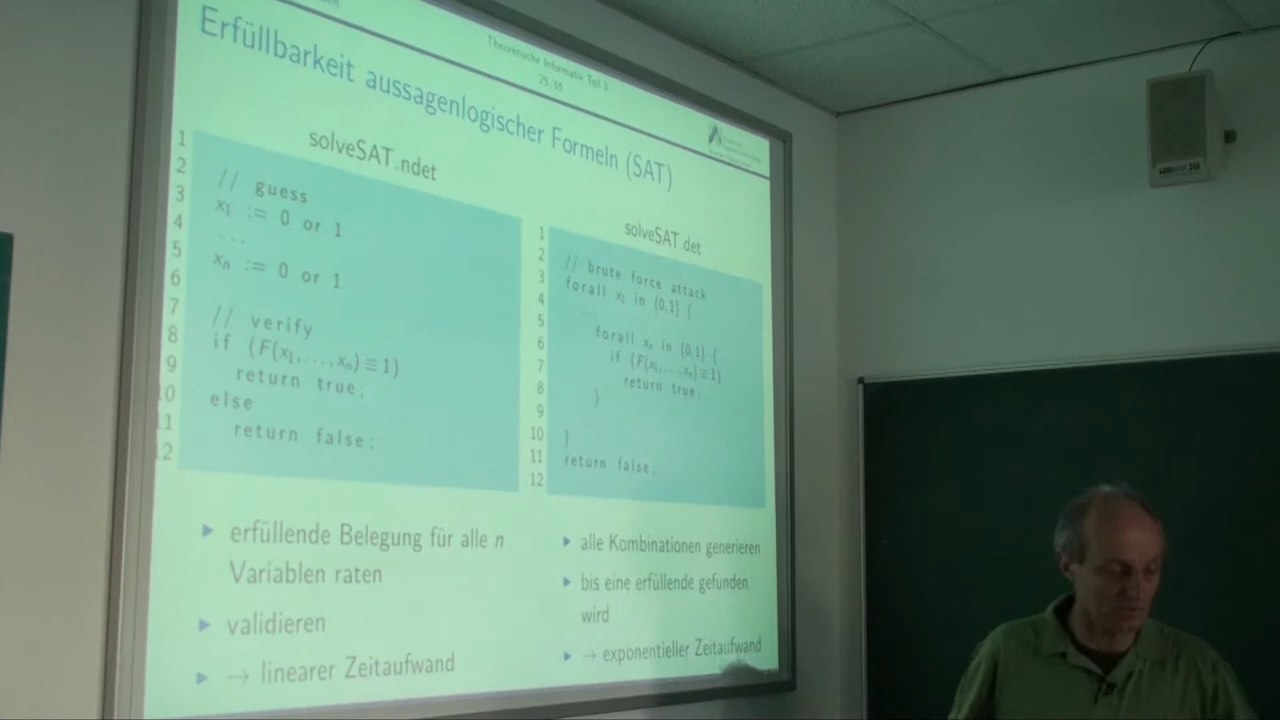 Theoretische Informatik Teil 3
25/55
Erfüllbarkeit aussagenlogischer Formeln (SAT)
solveSAT.ndet
1
2 // guess
3 x₁ := 0 or 1
4 ...
5 xₙ := 0 or 1
6
7 // verify
8 if (F(x₁,...,xₙ)≡1)
9 return true;
10 else
11 return false;
12
▶ erfüllende Belegung für alle n
Variablen raten
▶ validieren
▶ → linearer Zeitaufwand
solveSAT.det
1
2 // brute force attack
3 forall x₁ in {0,1} {
4 ...
5 forall xₙ in {0,1} {
6 if (F(x₁,...,xₙ)≡1)
7 return true;
8 }
9
10 }
11 return false;
12
▶ alle Kombinationen generieren
▶ bis eine erfüllende gefunden
wird
▶ → exponentieller Zeitaufwand